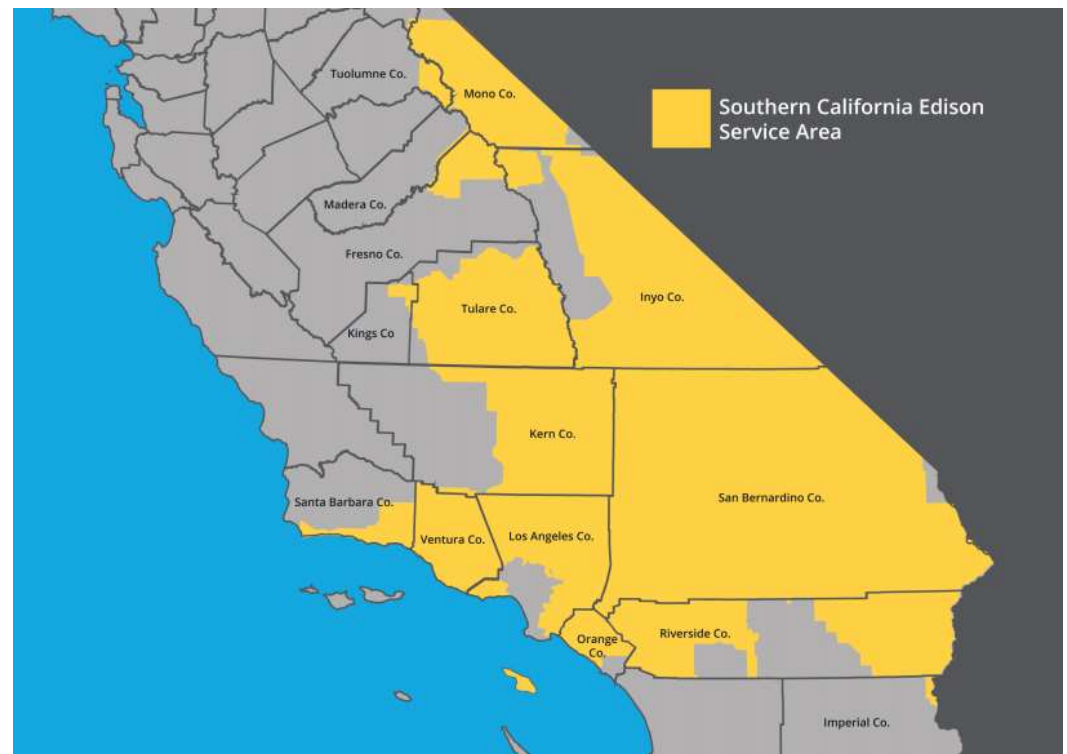 Tuolumne Co.
Mono Co.
Southern California Edison
Service Area
Madera Co.
Fresno Co.
Inyo Co.
Tulare Co.
Kings Co
Kern Co.
San Bernardino Co.
Santa Barbara Co.
Ventura Co.
Los Angeles Co.
Riverside Co.
Orange
Co.
Imperial Co.